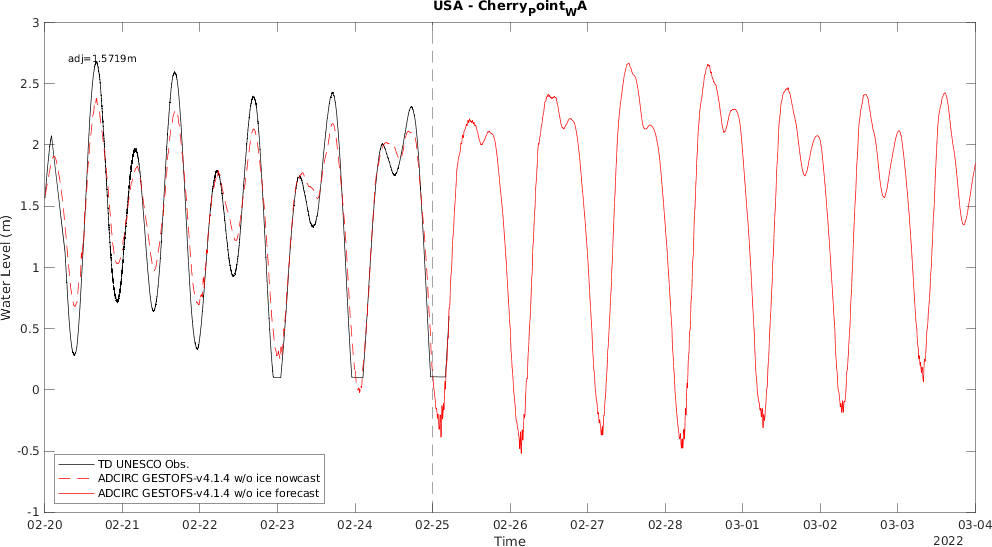 USA - CherryPointWA
adj=1.5719m
3
2.5
2
1.5
1
0.5
0
-0.5
-1
Water Level (m)
TD UNESCO Obs.
ADCIRC GESTOFS-v4.1.4 w/o ice nowcast
ADCIRC GESTOFS-v4.1.4 w/o ice forecast
02-20 02-21 02-22 02-23 02-24 02-25 02-26 02-27 02-28 03-01 03-02 03-03 03-04
Time
2022